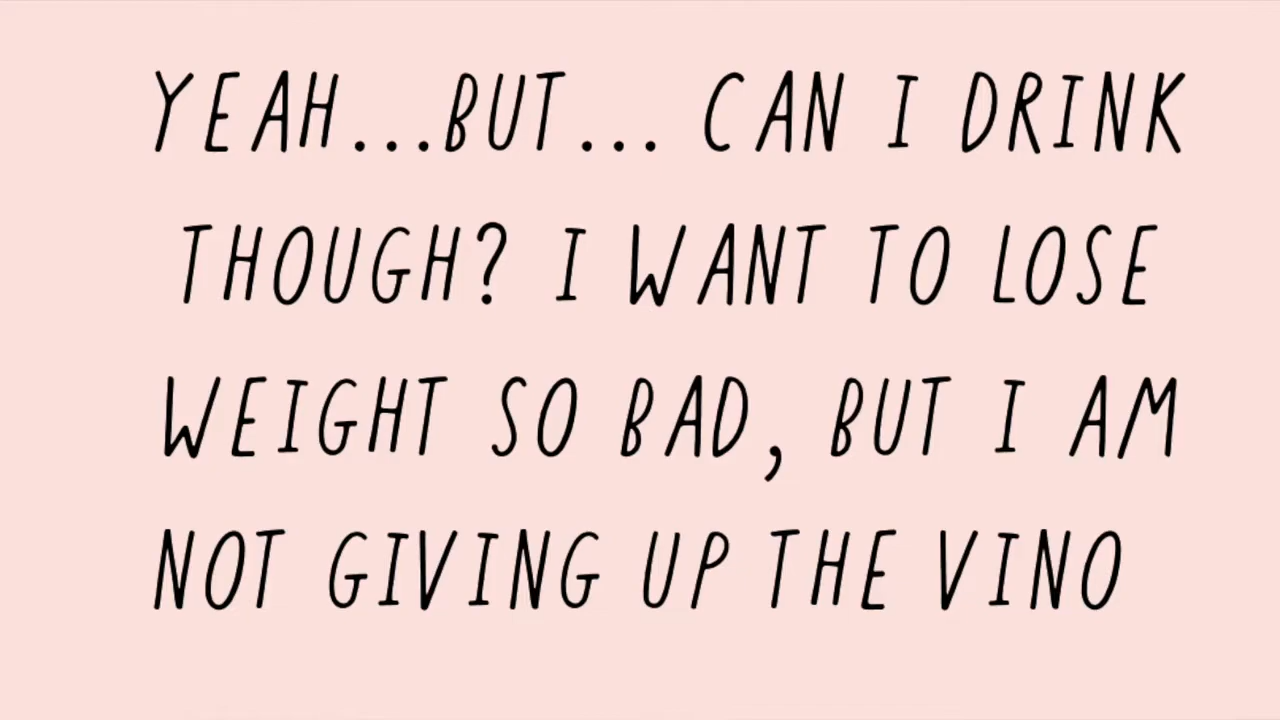 YEAH...BUT... CAN I DRINK
THOUGH? I WANT TO LOSE
WEIGHT SO BAD, BUT I AM
NOT GIVING UP THE VINO